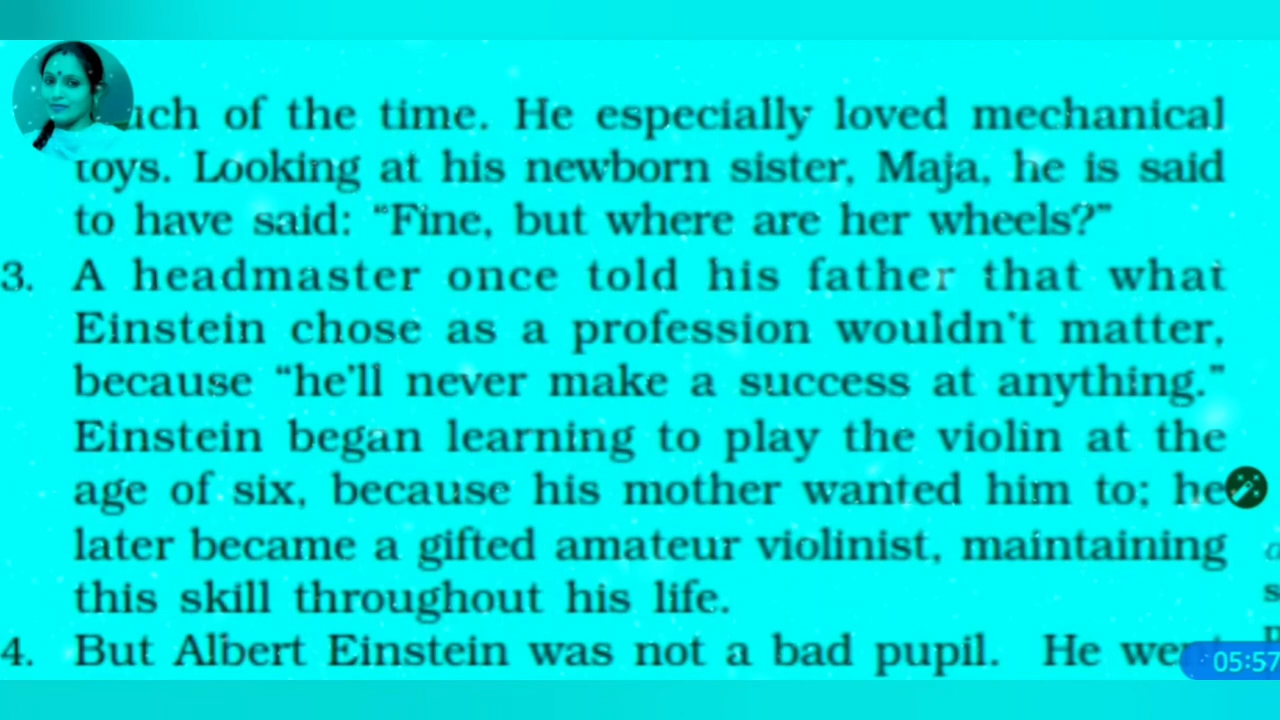 of the time. He especially loved mechanical
toys. Looking at his newborn sister, Maja, he is said
to have said: “Fine, but where are her wheels?”
3. A headmaster once told his father that what
Einstein chose as a profession wouldn't matter,
because “he'll never make a success at anything.”
Einstein began learning to play the violin at the
age of six, because his mother wanted him to; he
later became a gifted amateur violinist, maintaining
this skill throughout his life.
4. But Albert Einstein was not a bad pupil. He
05:57